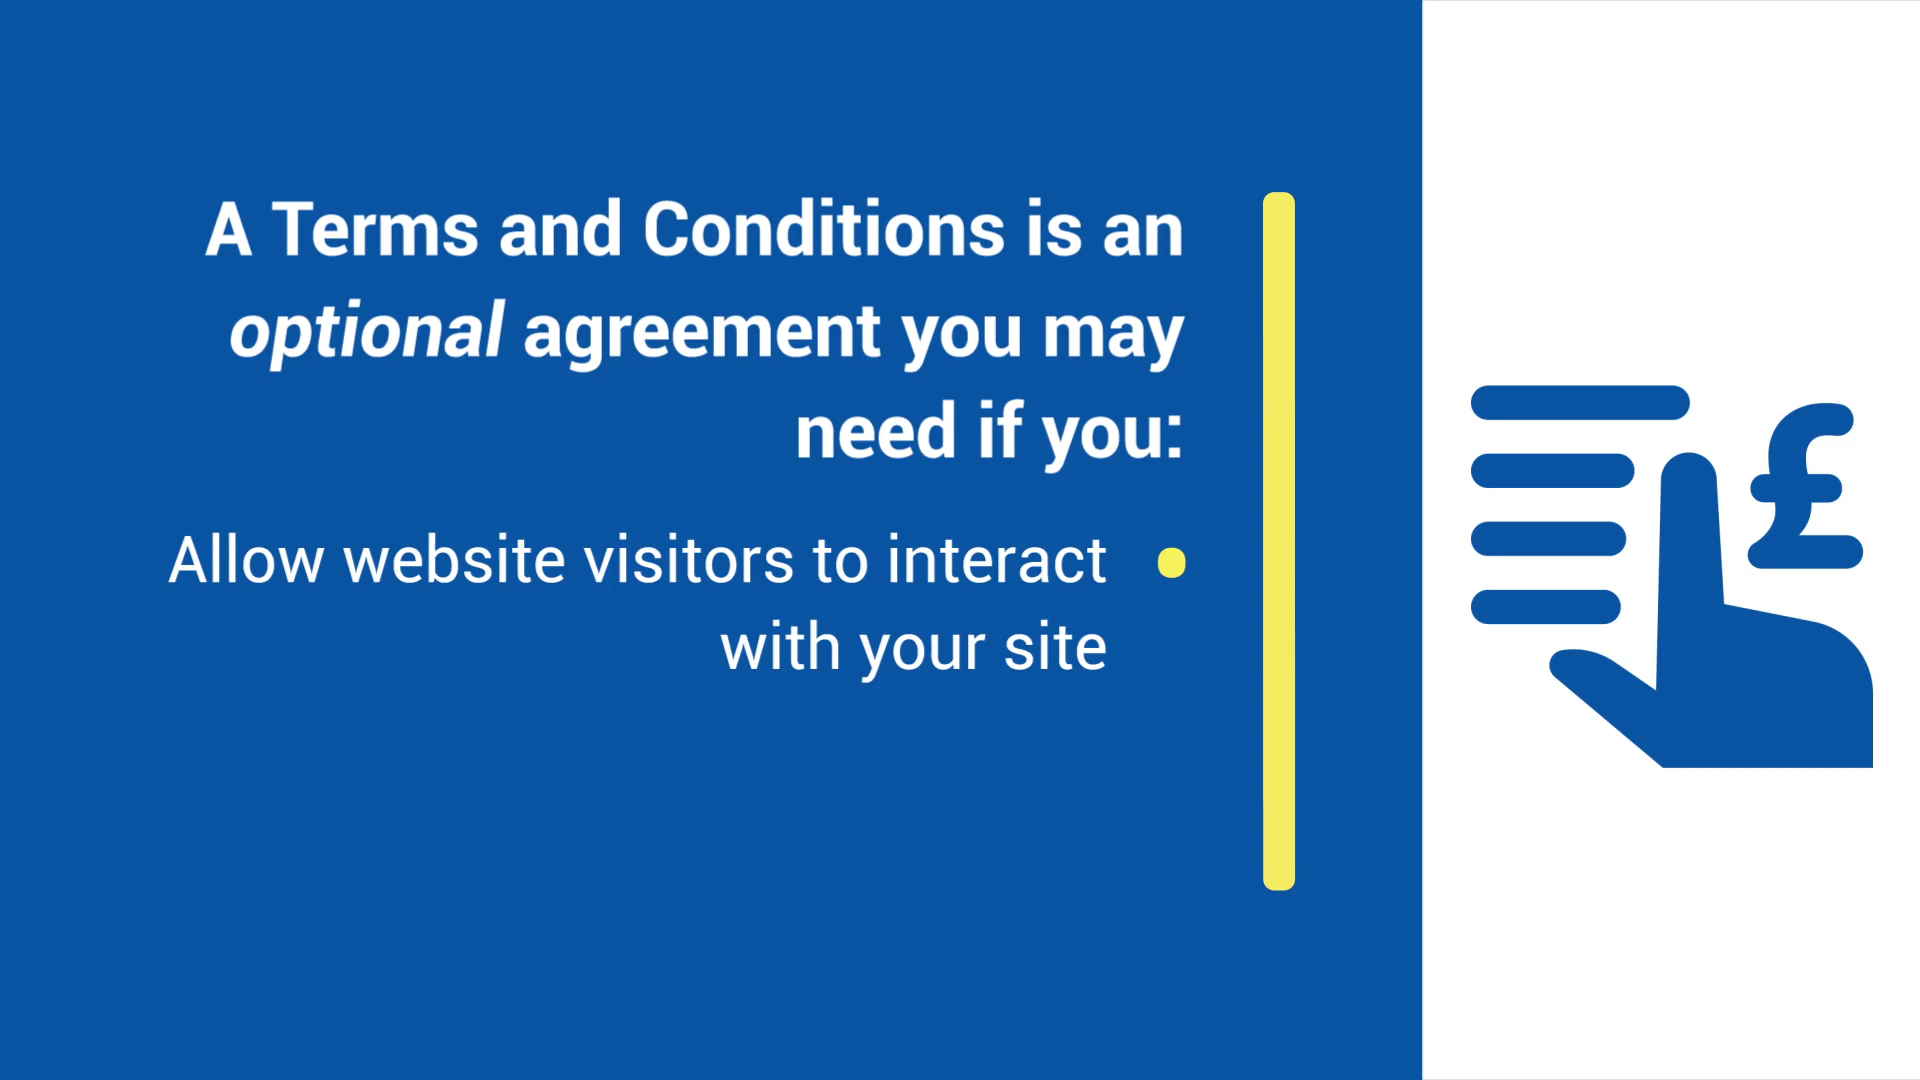 A Terms and Conditions is an
optional agreement you may
need if you:
Allow website visitors to interact
with your site
£